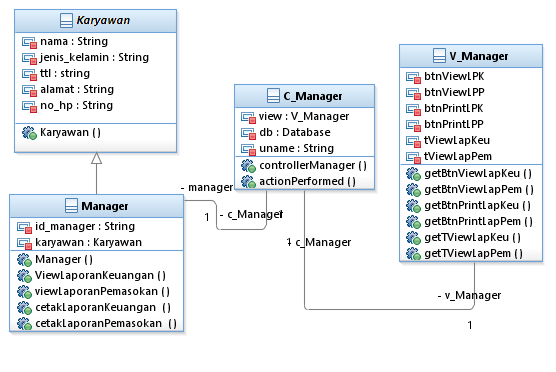 Karyawan
nama : String
jenis_kelamin : String
ttl : string
alamat : String
no_hp : String
Karyawan ()
Manager
id_manager : String
karyawan : Karyawan
Manager ()
ViewLaporanKeuangan ()
viewLaporanPemasokan ()
cetakLaporanKeuangan ()
cetakLaporanPemasokan ()
C_Manager
view : V_Manager
db : Database
uname : String
controllerManager ()
actionPerformed ()
- manager
1
- c_Manager
1
1
- c_Manager
V_Manager
btnViewLPK
btnViewLPP
btnPrintLPK
btnPrintLPP
tViewLapKeu
tViewLapPem
getBtnViewLapKeu ()
getBtnViewLapPem ()
getBtnPrintLapKeu ()
getBtnPrintLapPem ()
getTViewLapKeu ()
getTViewLapPem ()
- v_Manager
1